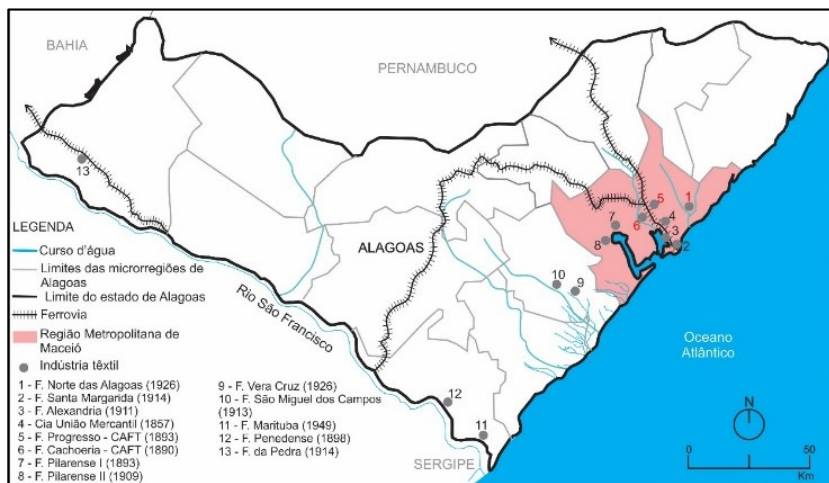 BAHIA
PERNAMBUCO
13
5
1
6
4
7
3
8
2
ALAGOAS
10
9
Rio São Francisco
Oceano
Atlântico
12
11
SERGIPE
N
0
50
Km
LEGENDA
Curso d'água
Limites das microrregiões de
Alagoas
Limite do estado de Alagoas
Ferrovia
Região Metropolitana de
Maceió
Indústria têxtil
1 - F. Norte das Alagoas (1926)
2 - F. Santa Margarida (1914)
3 - F. Alexandria (1911)
4 - Cia União Mercantil (1857)
5 - F. Progresso - CAFT (1893)
6 - F. Cachoeria - CAFT (1890)
7 - F. Pilarense I (1893)
8 - F. Pilarense II (1909)
9 - F. Vera Cruz (1926)
10 - F. São Miguel dos Campos
(1913)
11 - F. Marituba (1949)
12 - F. Penedense (1898)
13 - F. da Pedra (1914)